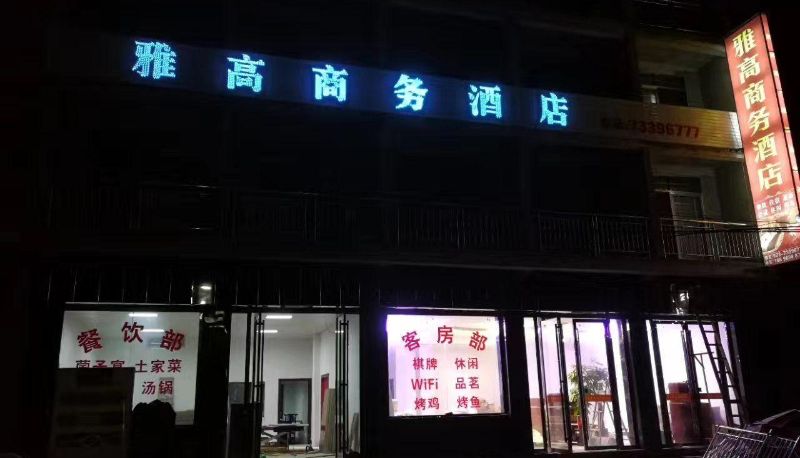 雅高商务酒店
73396777
雅高商务酒店
餐饮部
土家菜
汤锅
客房部
棋牌 休闲
WiFi 品茗
烤鸡 烤鱼